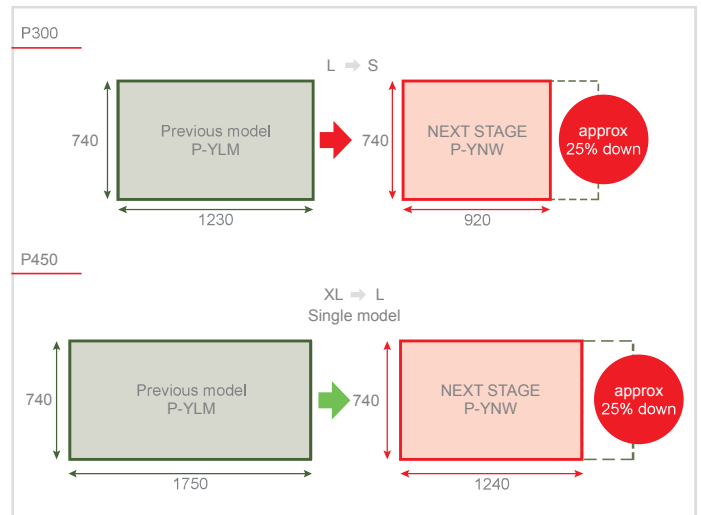 P300
L S
740
Previous model
P-YLM
1230
740
NEXT STAGE
P-YNW
920
approx
25% down
P450
XL L
Single model
740
Previous model
P-YLM
1750
740
NEXT STAGE
P-YNW
1240
approx
25% down